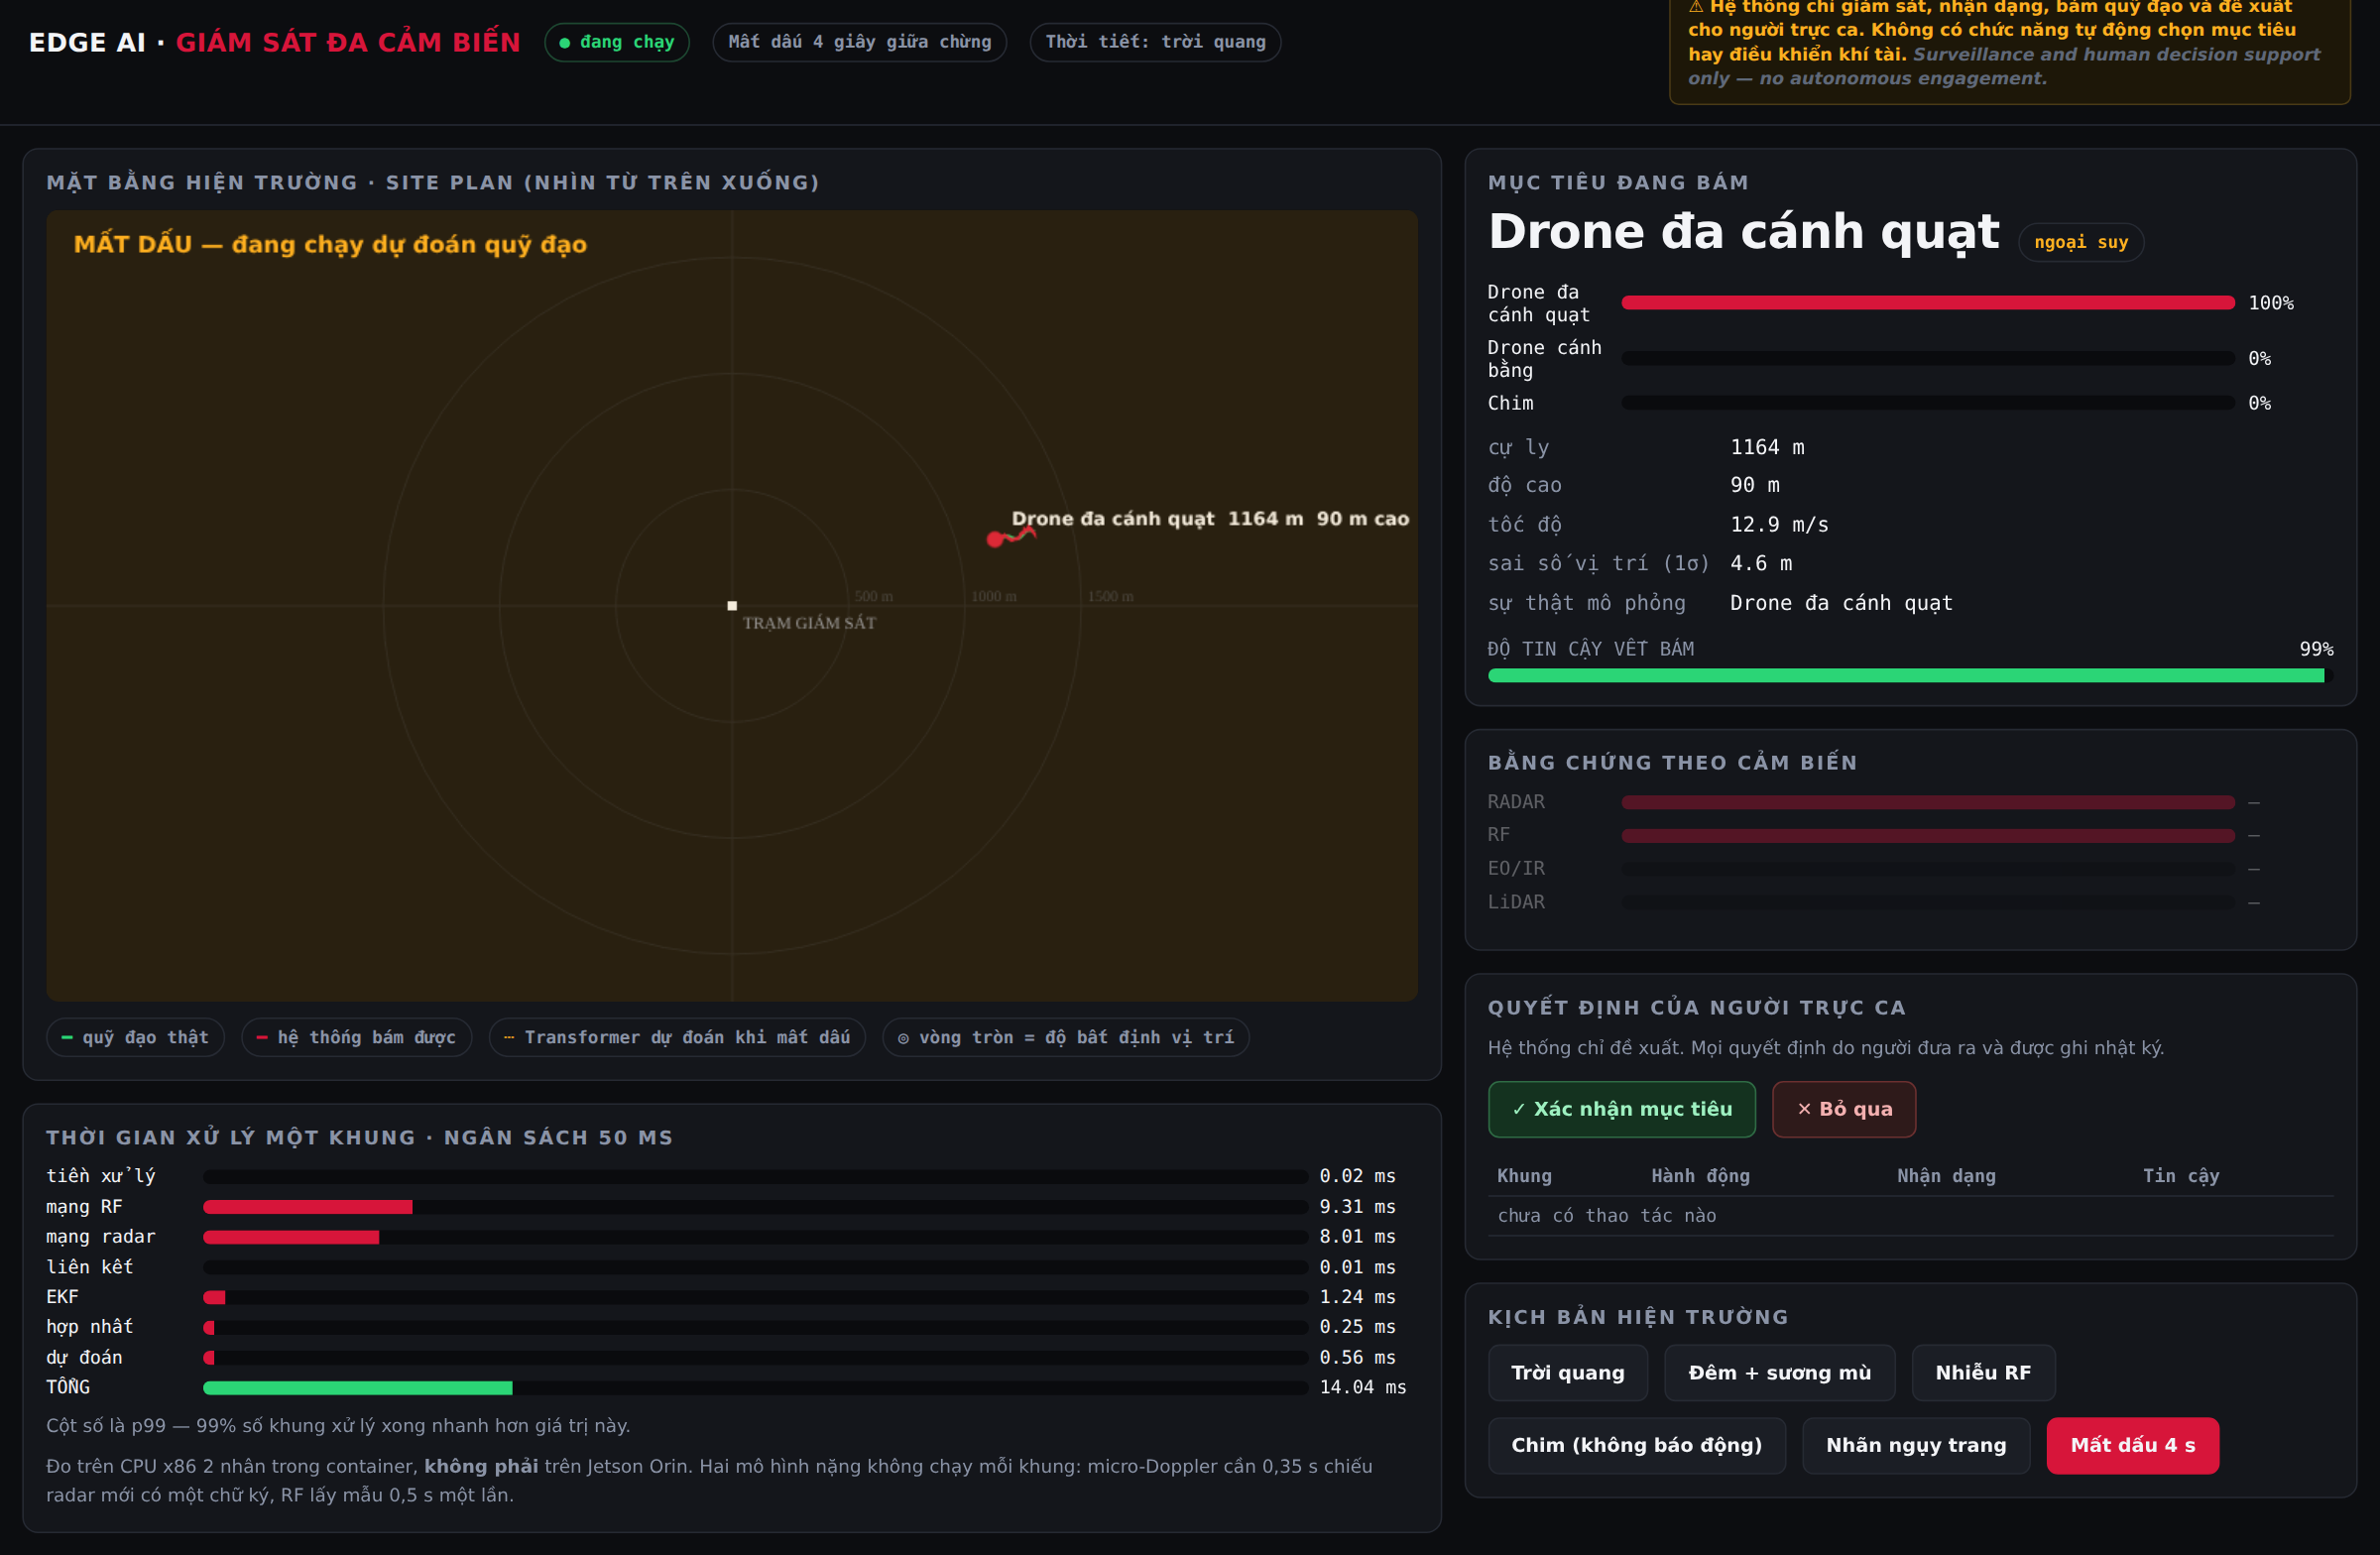 EDGE AI · GIÁM SÁT ĐA CẢM BIẾN
● đang chạy
Mất dấu 4 giây giữa chừng
Thời tiết: trời quang
⚠ Hệ thống chỉ giám sát, nhận dạng, bám quỹ đạo và đề xuất
cho người trực ca. Không có chức năng tự động chọn mục tiêu
hay điều khiển khí tài. Surveillance and human decision support
only — no autonomous engagement.
MẶT BẰNG HIỆN TRƯỜNG · SITE PLAN (NHÌN TỪ TRÊN XUỐNG)
MẤT DẤU — đang chạy dự đoán quỹ đạo
Drone đa cánh quạt 1164 m 90 m cao
500 m
1000 m
1500 m
TRẠM GIÁM SÁT
quỹ đạo thật
hệ thống bám được
Transformer dự đoán khi mất dấu
◎ vòng tròn = độ bất định vị trí
THỜI GIAN XỬ LÝ MỘT KHUNG · NGÂN SÁCH 50 MS
tiền xử lý 0.02 ms
mạng RF 9.31 ms
mạng radar 8.01 ms
liên kết 0.01 ms
EKF 1.24 ms
hợp nhất 0.25 ms
dự đoán 0.56 ms
TỔNG 14.04 ms
Cột số là p99 — 99% số khung xử lý xong nhanh hơn giá trị này.
Đo trên CPU x86 2 nhân trong container, không phải trên Jetson Orin. Hai mô hình nặng không chạy mỗi khung: micro-Doppler cần 0,35 s chiếu
radar mới có một chữ ký, RF lấy mẫu 0,5 s một lần.
MỤC TIÊU ĐANG BÁM
Drone đa cánh quạt
ngoại suy
Drone đa
cánh quạt
100%
Drone cánh
bằng
0%
Chim 0%
cự ly 1164 m
độ cao 90 m
tốc độ 12.9 m/s
sai số vị trí (1σ) 4.6 m
sự thật mô phỏng Drone đa cánh quạt
ĐỘ TIN CẬY VẾT BÁM 99%
BẰNG CHỨNG THEO CẢM BIẾN
RADAR —
RF —
EO/IR —
LiDAR —
QUYẾT ĐỊNH CỦA NGƯỜI TRỰC CA
Hệ thống chỉ đề xuất. Mọi quyết định do người đưa ra và được ghi nhật ký.
✓ Xác nhận mục tiêu
✕ Bỏ qua
Khung Hành động Nhận dạng Tin cậy
chưa có thao tác nào
KỊCH BẢN HIỆN TRƯỜNG
Trời quang
Đêm + sương mù
Nhiễu RF
Chim (không báo động)
Nhãn ngụy trang
Mất dấu 4 s